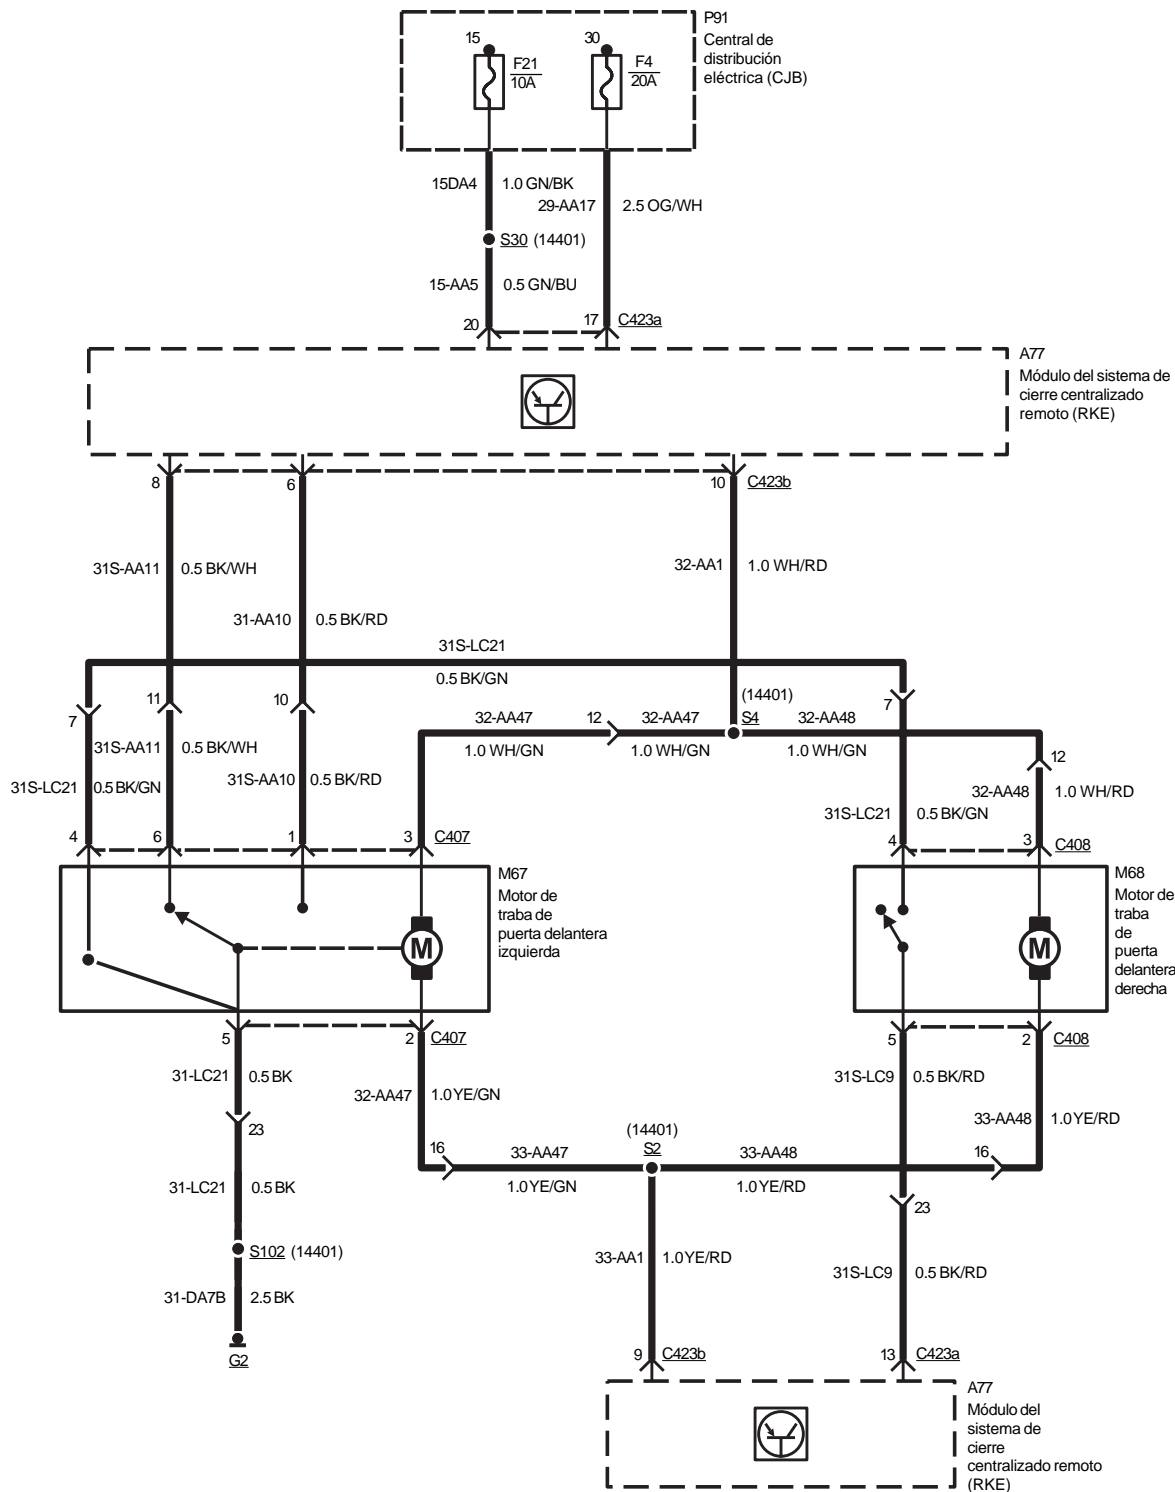 P91
Central de
distribución
eléctrica (CJB)
15
30
F21
10A
F4
20A
15DA4
1.0 GN/BK
29-AA17
2.5 OG/WH
S30 (14401)
15-AA5
0.5 GN/BU
20
17
C423a
A77
Módulo del sistema de
cierre centralizado
remoto (RKE)
8
6
10
C423b
31S-AA11
0.5 BK/WH
32-AA1
1.0 WH/RD
31-AA10
0.5 BK/RD
31S-LC21
0.5 BK/GN
7
11
10
(14401)
S4
7
32-AA47
12
32-AA47
32-AA48
1.0 WH/GN
1.0 WH/GN
1.0 WH/GN
12
31S-AA11
0.5 BK/WH
31S-LC21
0.5 BK/GN
31S-AA10
0.5 BK/RD
32-AA48
1.0 WH/RD
31S-LC21
0.5 BK/GN
4
6
1
3
C407
4
3
C408
M67
Motor de
traba de
puerta delantera
izquierda
M
M68
Motor de
traba
de
puerta
delantera
derecha
M
5
2
C407
5
2
C408
31-LC21
0.5 BK
32-AA47
1.0 YE/GN
31S-LC9
0.5 BK/RD
33-AA48
1.0 YE/RD
23
16
33-AA47
(14401)
S2
33-AA48
16
1.0 YE/GN
1.0 YE/RD
31-LC21
0.5 BK
23
S102 (14401)
33-AA1
1.0 YE/RD
31S-LC9
0.5 BK/RD
31-DA7B
2.5 BK
G2
9
C423b
13
C423a
A77
Módulo del
sistema de
cierre
centralizado remoto
(RKE)